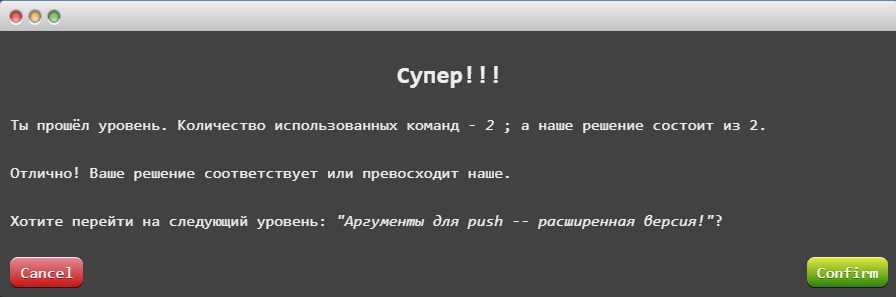 Супер!!!
Ты прошёл уровень. Количество использованных команд - 2 ; а наше решение состоит из 2.
Отлично! Ваше решение соответствует или превосходит наше.
Хотите перейти на следующий уровень: "Аргументы для push -- расширенная версия!"?
Cancel
Confirm